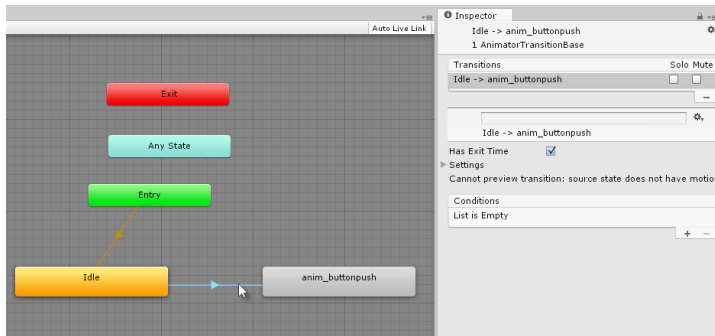 Auto Live Link
Exit
Any State
Entry
Idle
anim_buttonpush
Inspector
Idle -> anim_buttonpush
1 AnimatorTransitionBase
Transitions Solo Mute
Idle -> anim_buttonpush
Idle -> anim_buttonpush
Has Exit Time
Settings
Cannot preview transition: source state does not have motio
Conditions
List is Empty